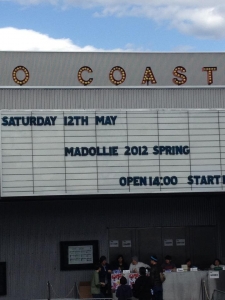 O COAST
SATURDAY 12TH MAY
MADOLLIE 2012 SPRING
OPEN 14:00 START